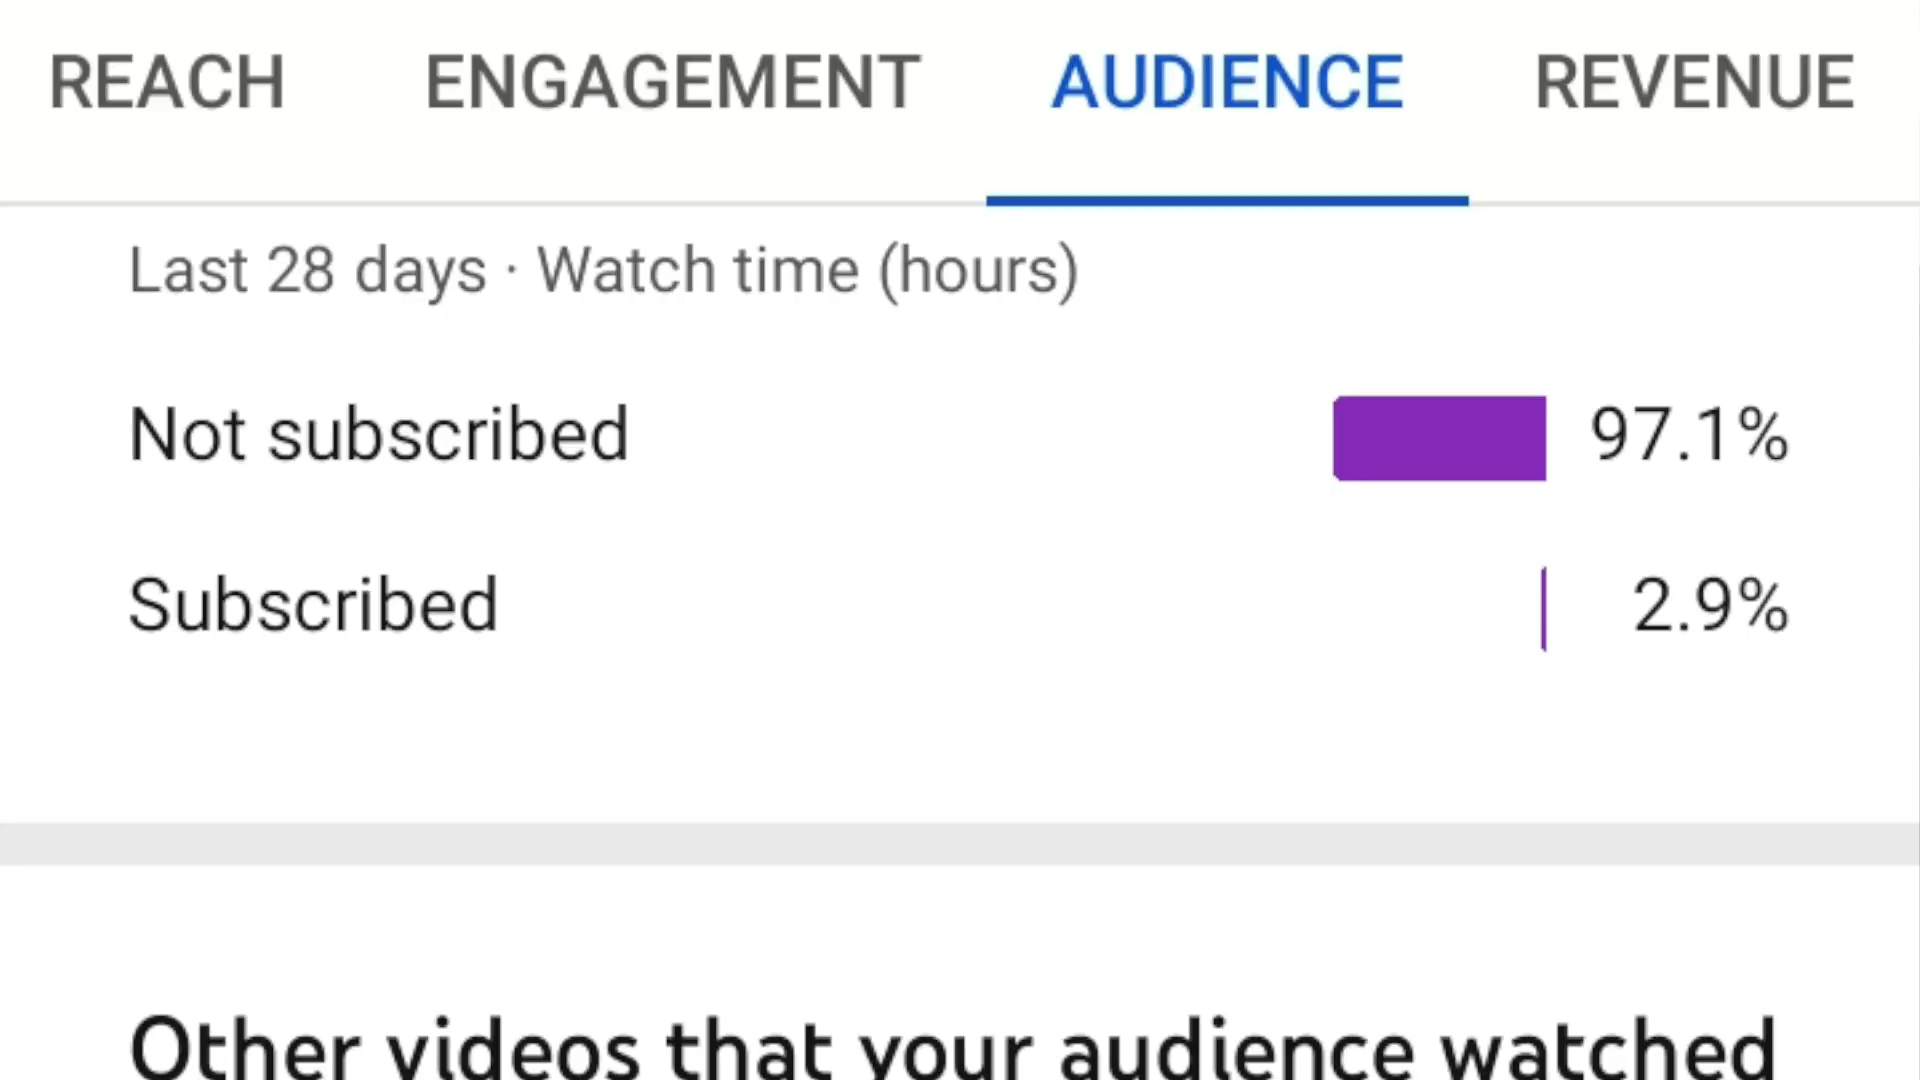 REACH ENGAGEMENT AUDIENCE REVENUE
Last 28 days · Watch time (hours)
Not subscribed 97.1%
Subscribed 2.9%
Other videos that your audience watched